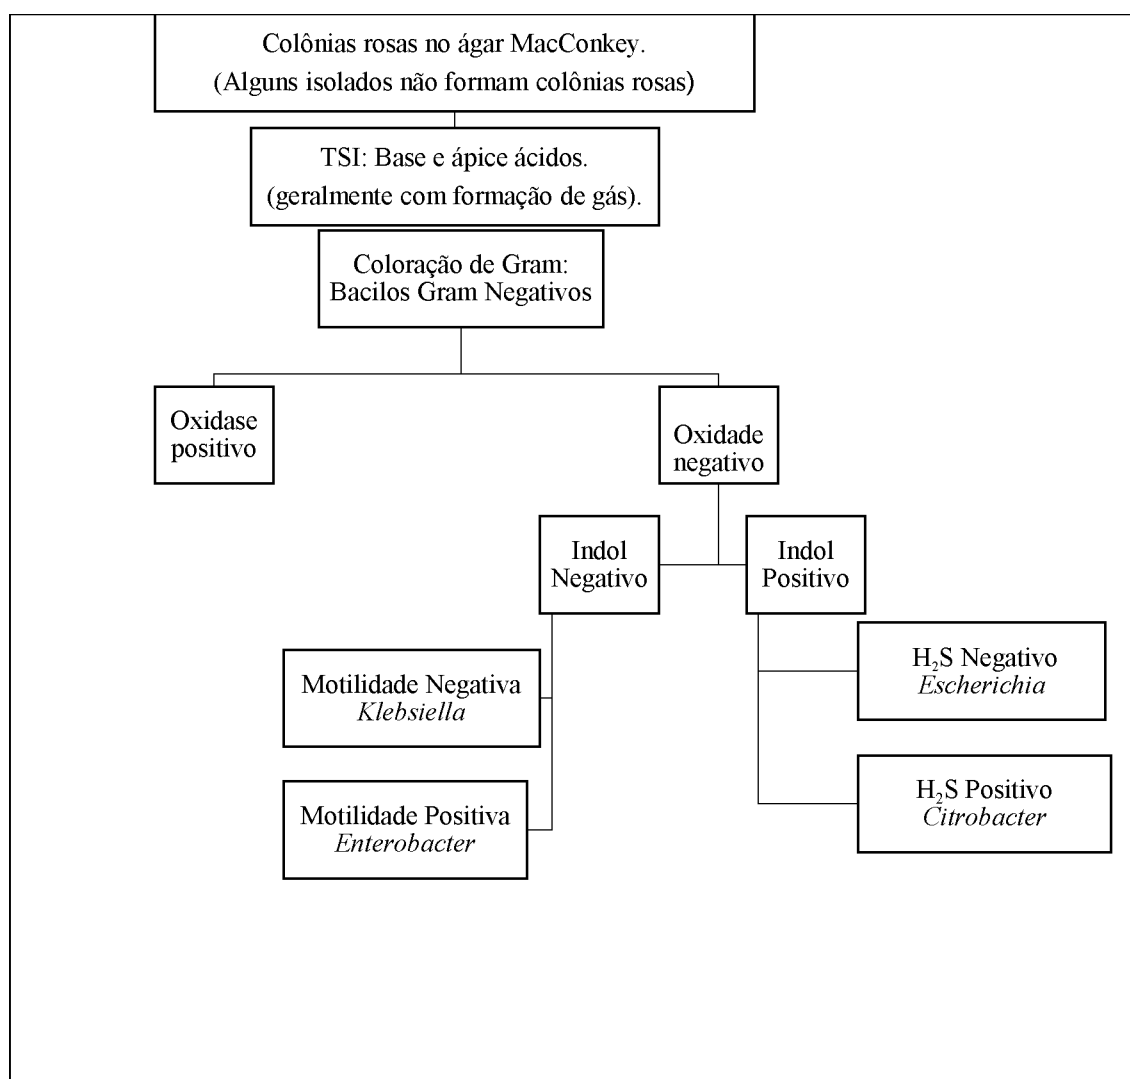 Colônias rosas no ágar MacConkey.
(Alguns isolados não formam colônias rosas)
TSI: Base e ápice ácidos.
(geralmente com formação de gás).
Coloração de Gram:
Bacilos Gram Negativos
Oxidase
positivo
Oxidade
negativo
Indol
Negativo
Indol
Positivo
Motilidade Negativa
Klebsiella
Motilidade Positiva
Enterobacter
H₂S Negativo
Escherichia
H₂S Positivo
Citrobacter